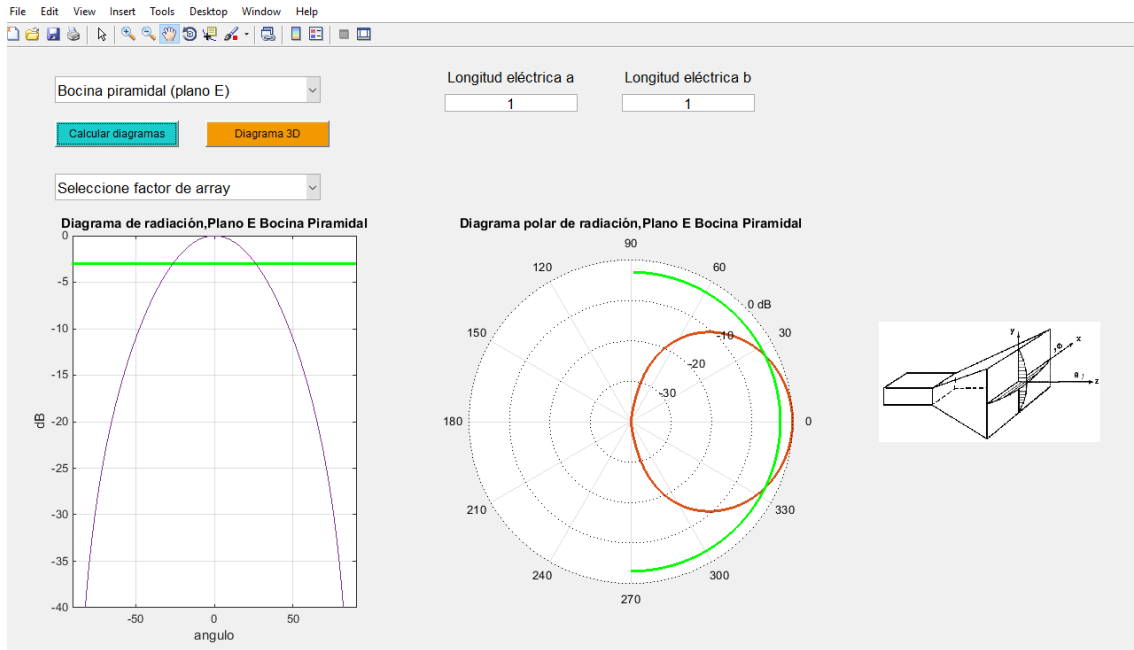 File Edit View Insert Tools Desktop Window Help
Longitud eléctrica a Longitud eléctrica b
Bocina piramidal (plano E)
1 1
Calcular diagramas Diagrama 3D
Seleccione factor de array
Diagrama de radiación,Plano E Bocina Piramidal
0
-5
-10
-15
-20
-25
-30
-35
-40
dB
-50 0 50
angulo
Diagrama polar de radiación,Plano E Bocina Piramidal
90
120 60
0 dB
150 -10 30
-20
-30
180 0
210 330
240 300
270
y
x
z